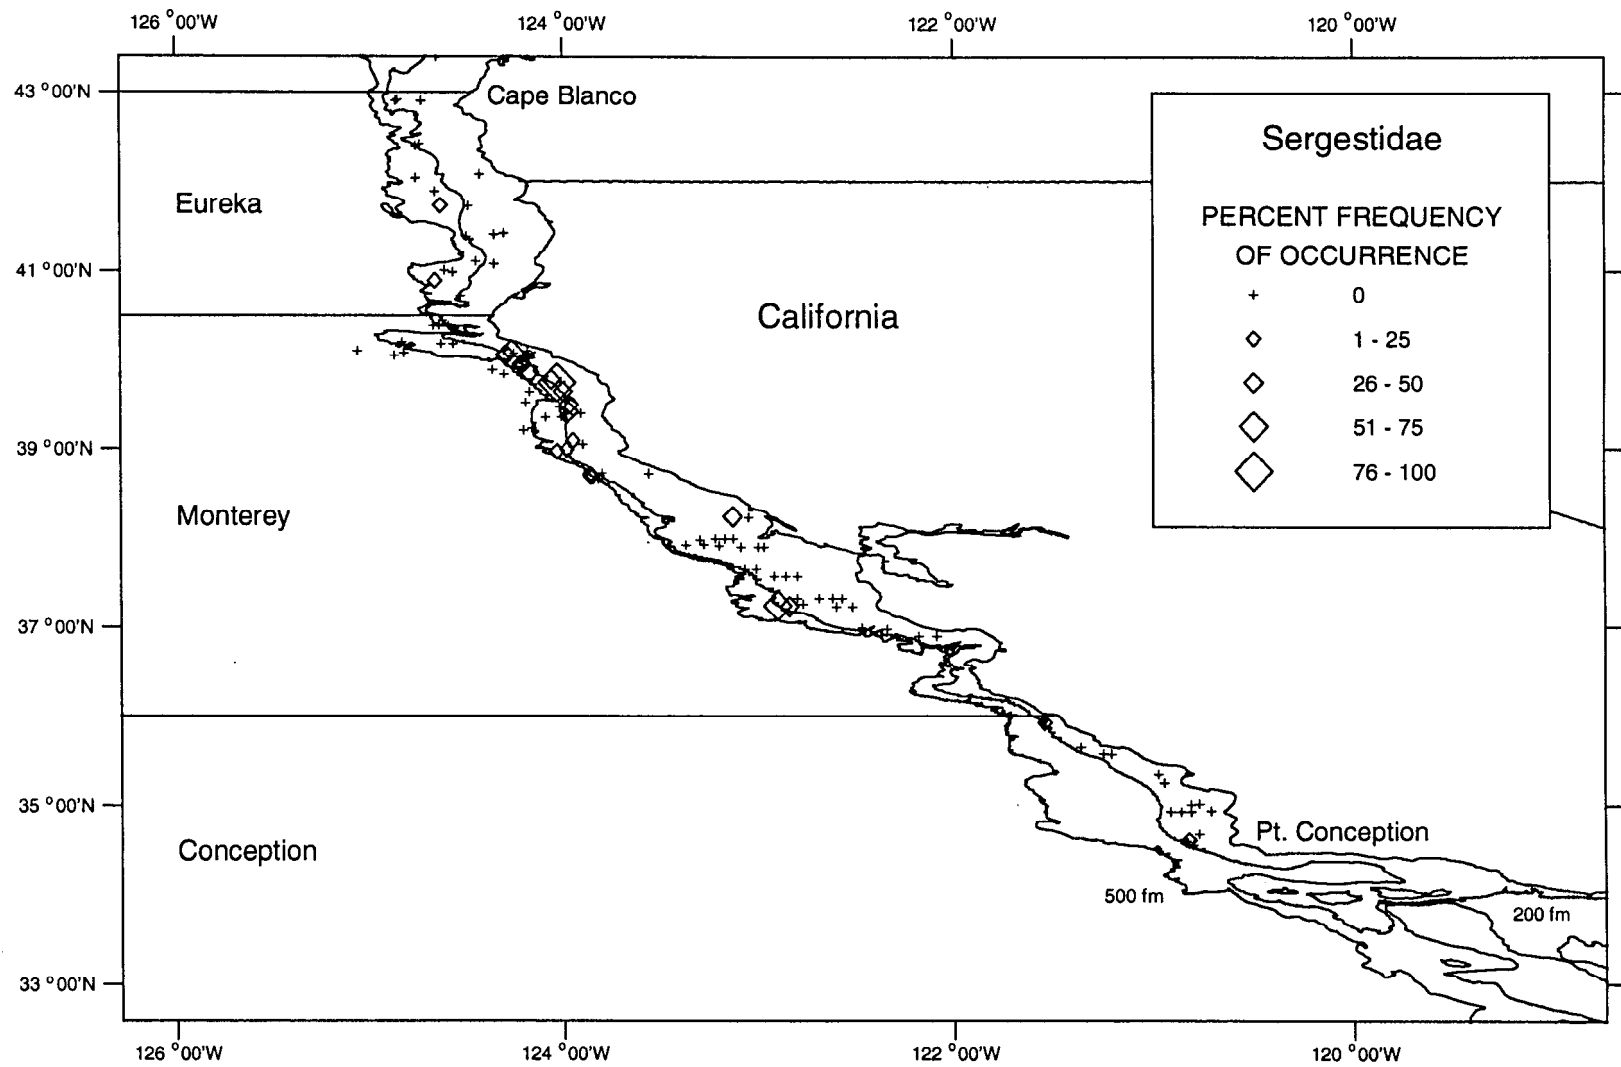 126 °00'W
124 °00'W
122 °00'W
120 °00'W
43 °00'N
Cape Blanco
Sergestidae
Eureka
PERCENT FREQUENCY
OF OCCURRENCE
41 °00'N
0
California
1 - 25
26 - 50
51 - 75
39 °00'N
76 - 100
Monterey
37 °00'N
35 °00'N
Pt. Conception
Conception
500 fm
200 fm
33 °00'N
126 °00'W
124 °00'W
122 °00'W
120 °00'W